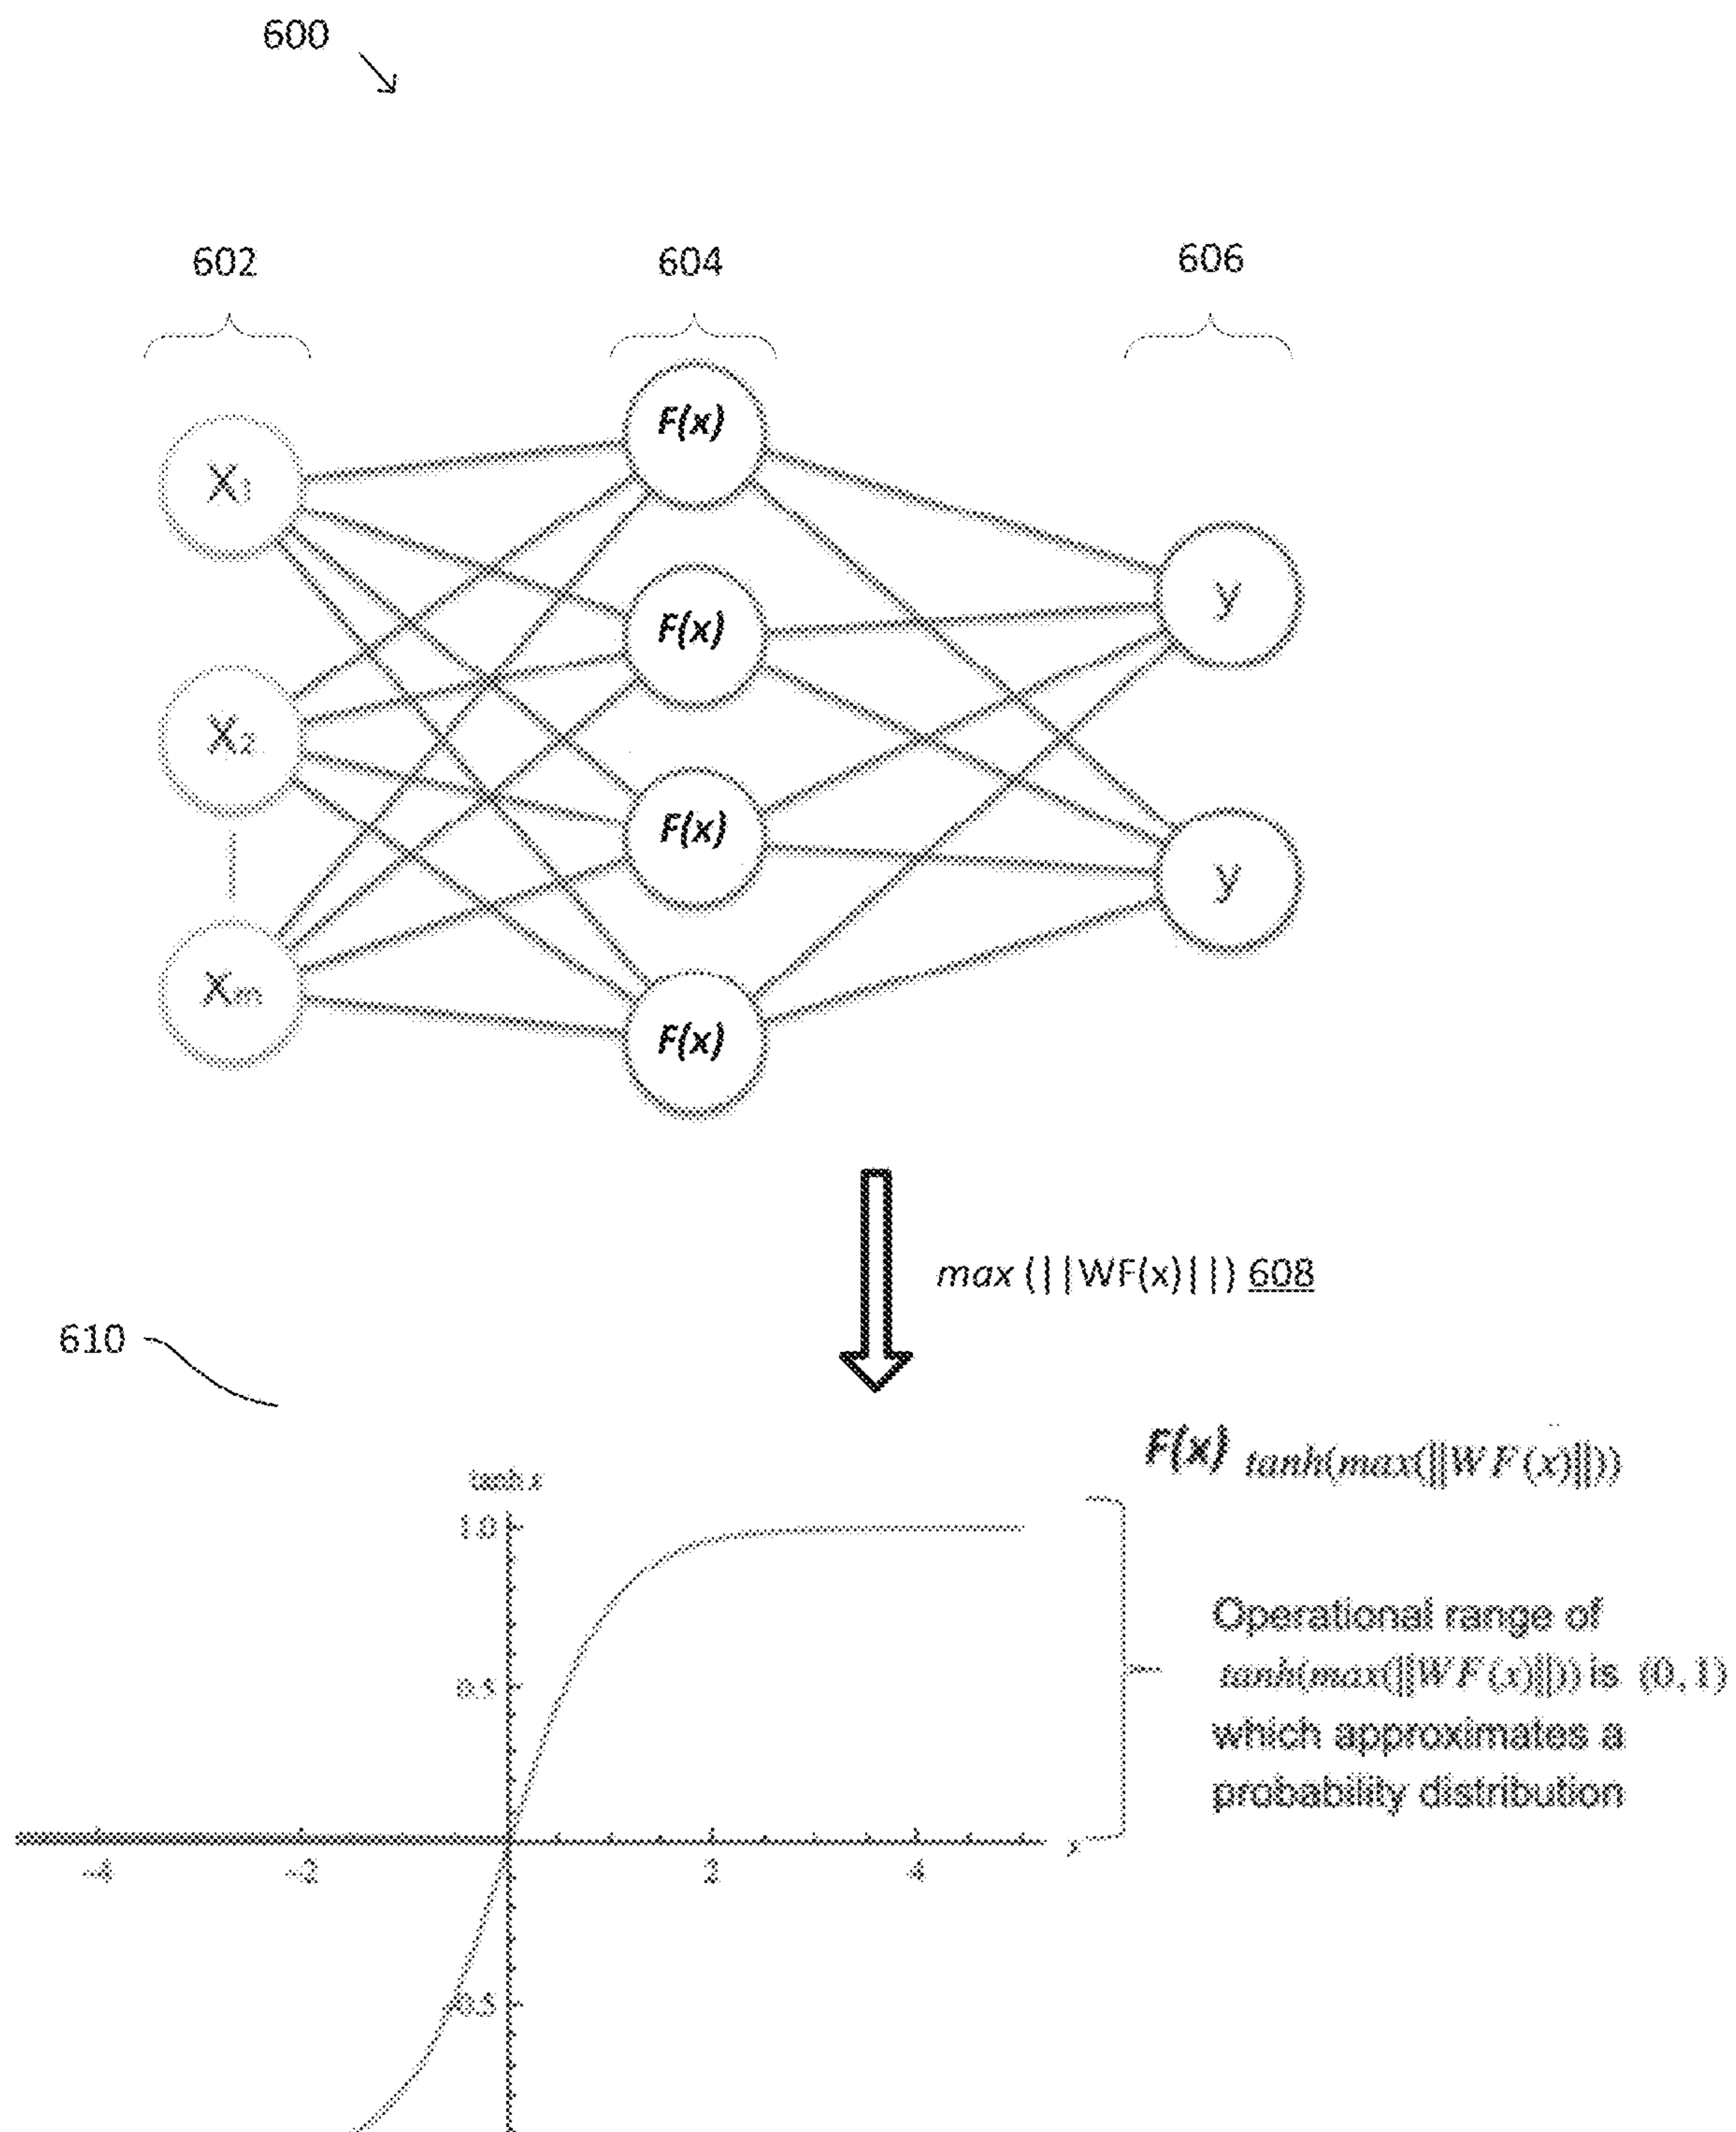 600
602 604 606
F(x)
X₁
F(x)
y
X₂
F(x)
y
Xₘ
F(x)
max (||WF(x)||) 608
610
F(x) tanh(max(||WF(x)||))
tanh x
1.0
Operational range of
0.5 tanh(max(||WF(x)||)) is (0, 1)
which approximates a
probability distribution
x
-4 -2 2 4
-0.5